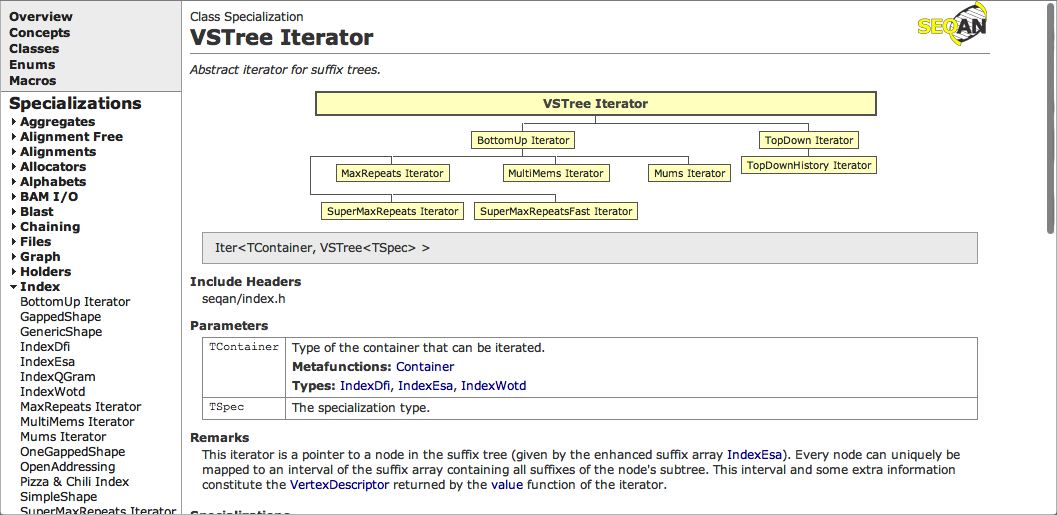 Overview
Concepts
Classes
Enums
Macros
Specializations
Aggregates
Alignment Free
Alignments
Allocators
Alphabets
BAM I/O
Blast
Chaining
Files
Graph
Holders
Index
BottomUp Iterator
GappedShape
GenericShape
IndexDfi
IndexEsa
IndexQGram
IndexWotd
MaxRepeats Iterator
MultiMems Iterator
Mums Iterator
OneGappedShape
OpenAddressing
Pizza & Chili Index
SimpleShape
SuperMaxRepeats Iterator
Class Specialization
VSTree Iterator
SEQAN
Abstract iterator for suffix trees.
VSTree Iterator
BottomUp Iterator
TopDown Iterator
MaxRepeats Iterator
MultiMems Iterator
Mums Iterator
TopDownHistory Iterator
SuperMaxRepeats Iterator
SuperMaxRepeatsFast Iterator
Iter<TContainer, VSTree<TSpec> >
Include Headers
seqan/index.h
Parameters
TContainer
Type of the container that can be iterated.
Metafunctions: Container
Types: IndexDfi, IndexEsa, IndexWotd
TSpec
The specialization type.
Remarks
This iterator is a pointer to a node in the suffix tree (given by the enhanced suffix array IndexEsa). Every node can uniquely be
mapped to an interval of the suffix array containing all suffixes of the node's subtree. This interval and some extra information
constitute the VertexDescriptor returned by the value function of the iterator.
Specializations